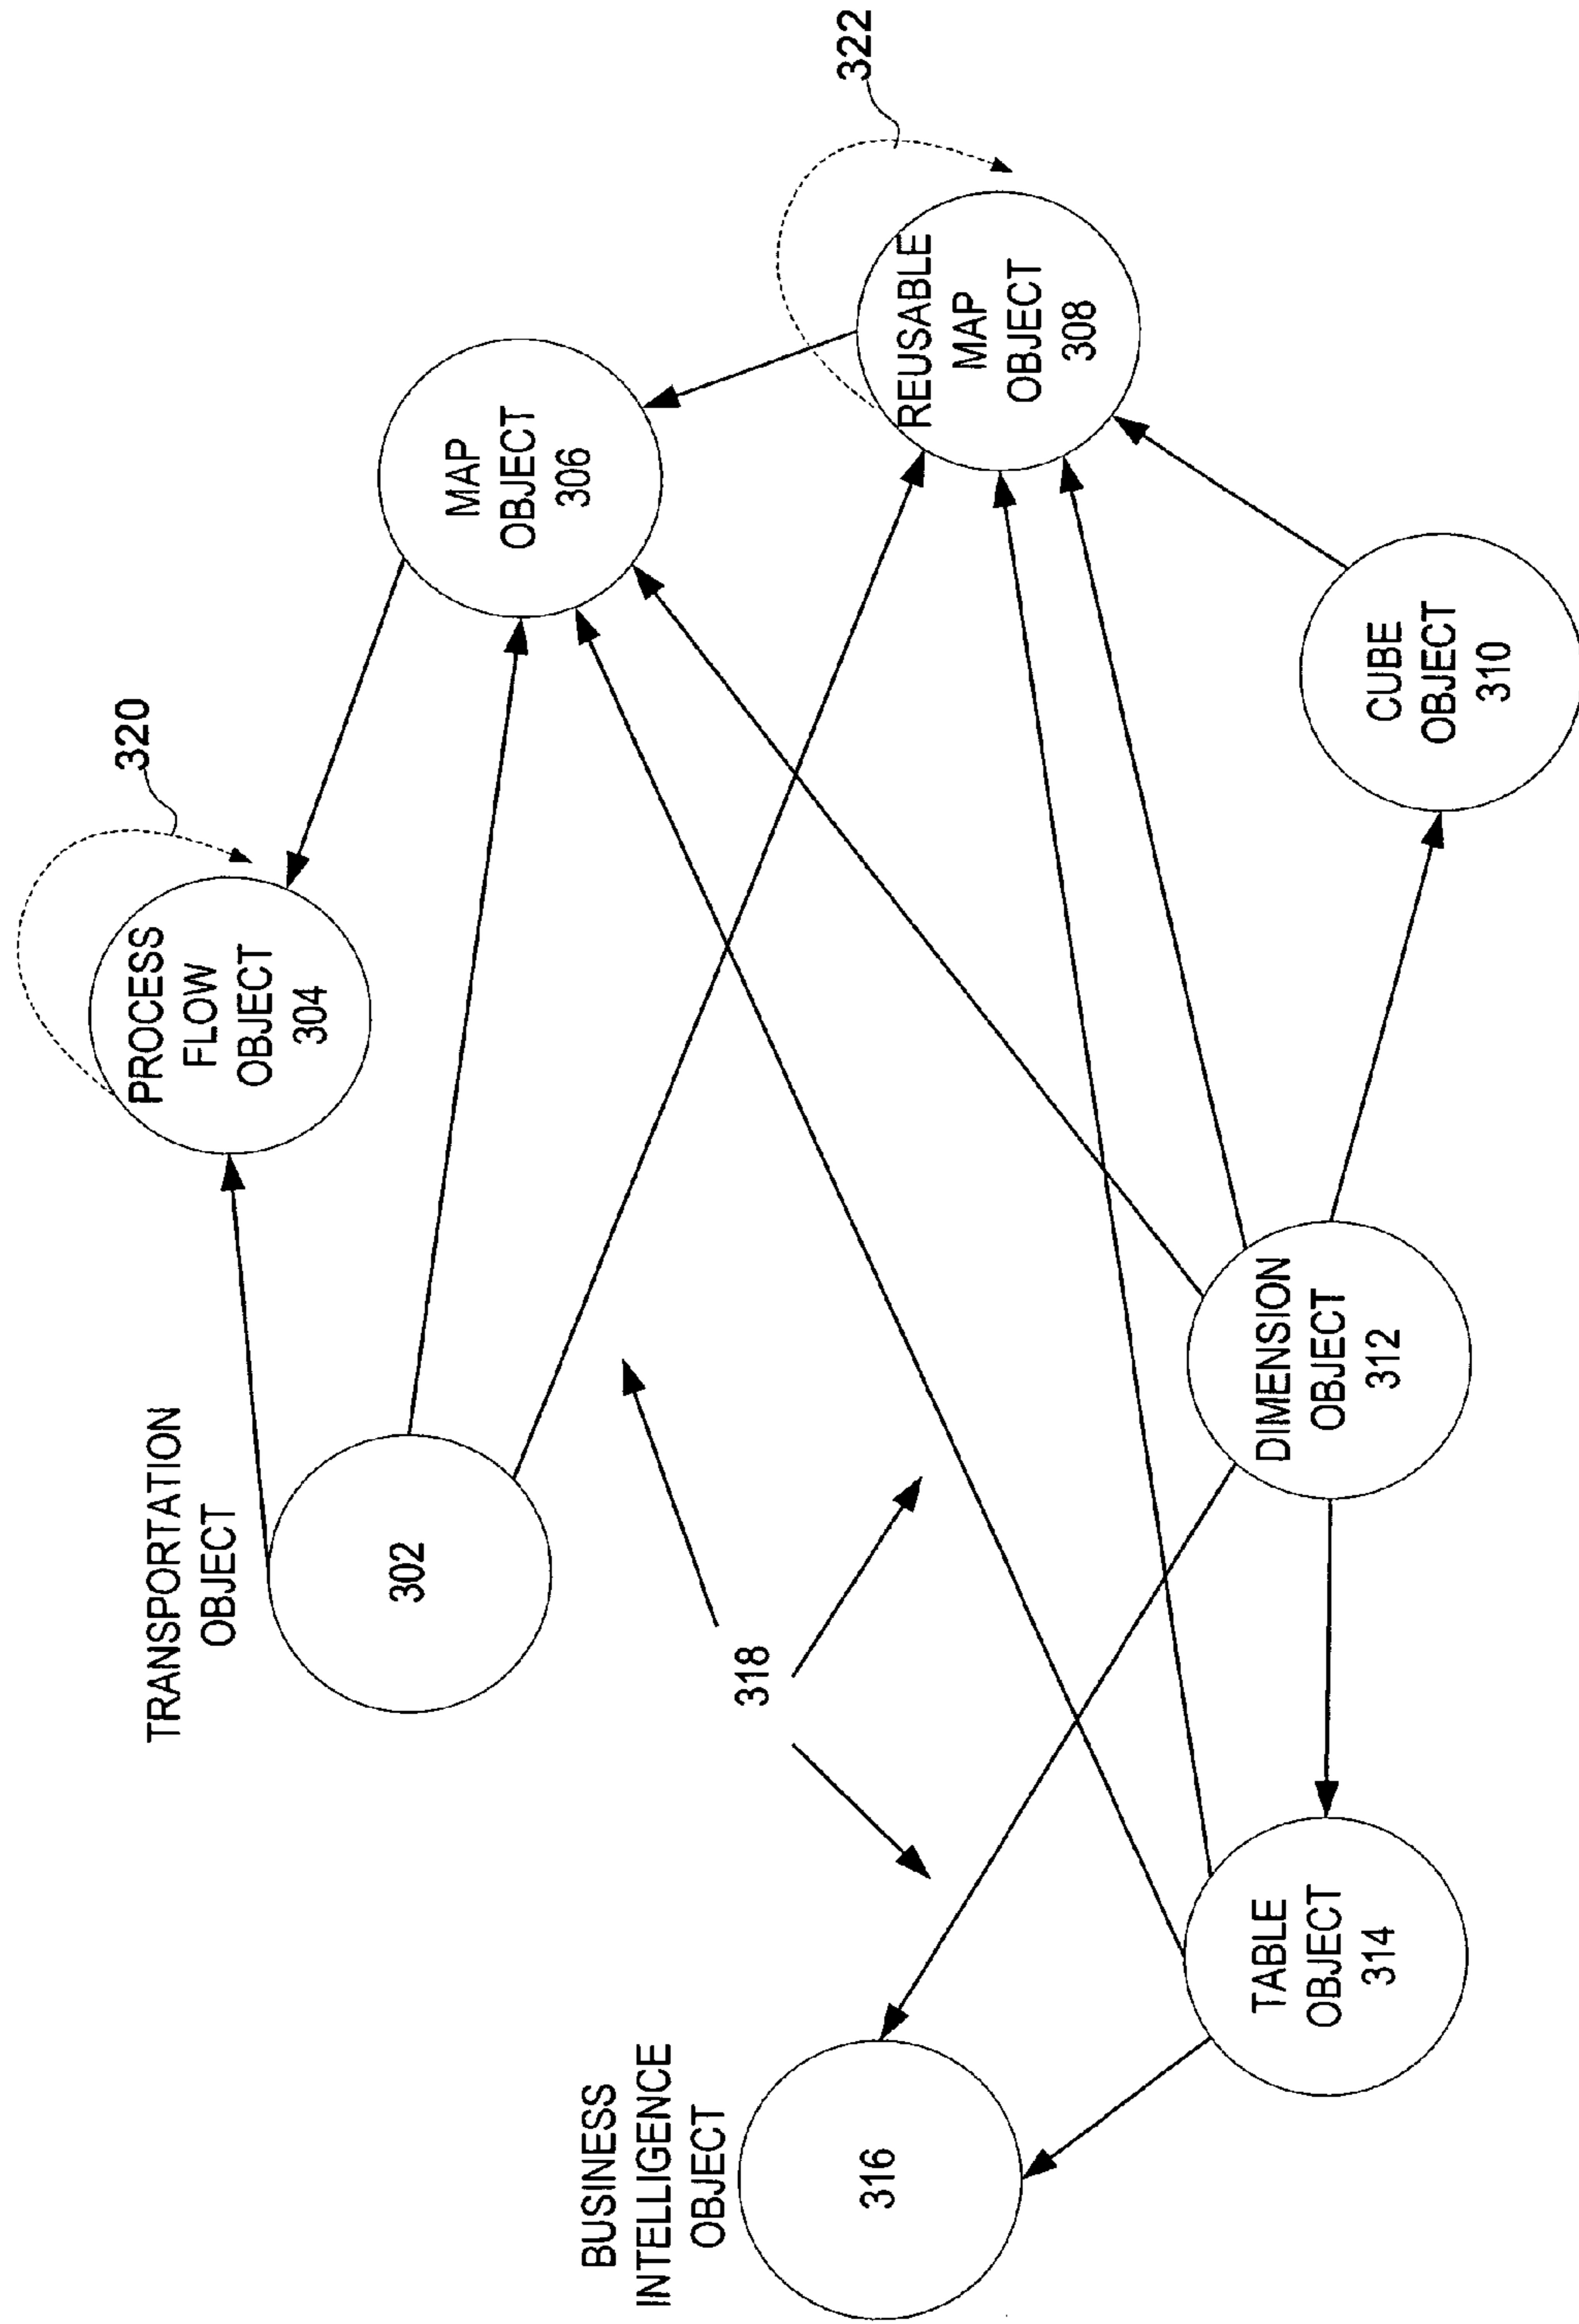 TRANSPORTATION
OBJECT
302
PROCESS
FLOW
OBJECT
304
320
MAP
OBJECT
306
322
REUSABLE
MAP
OBJECT
308
BUSINESS
INTELLIGENCE
OBJECT
316
318
TABLE
OBJECT
314
DIMENSION
OBJECT
312
CUBE
OBJECT
310